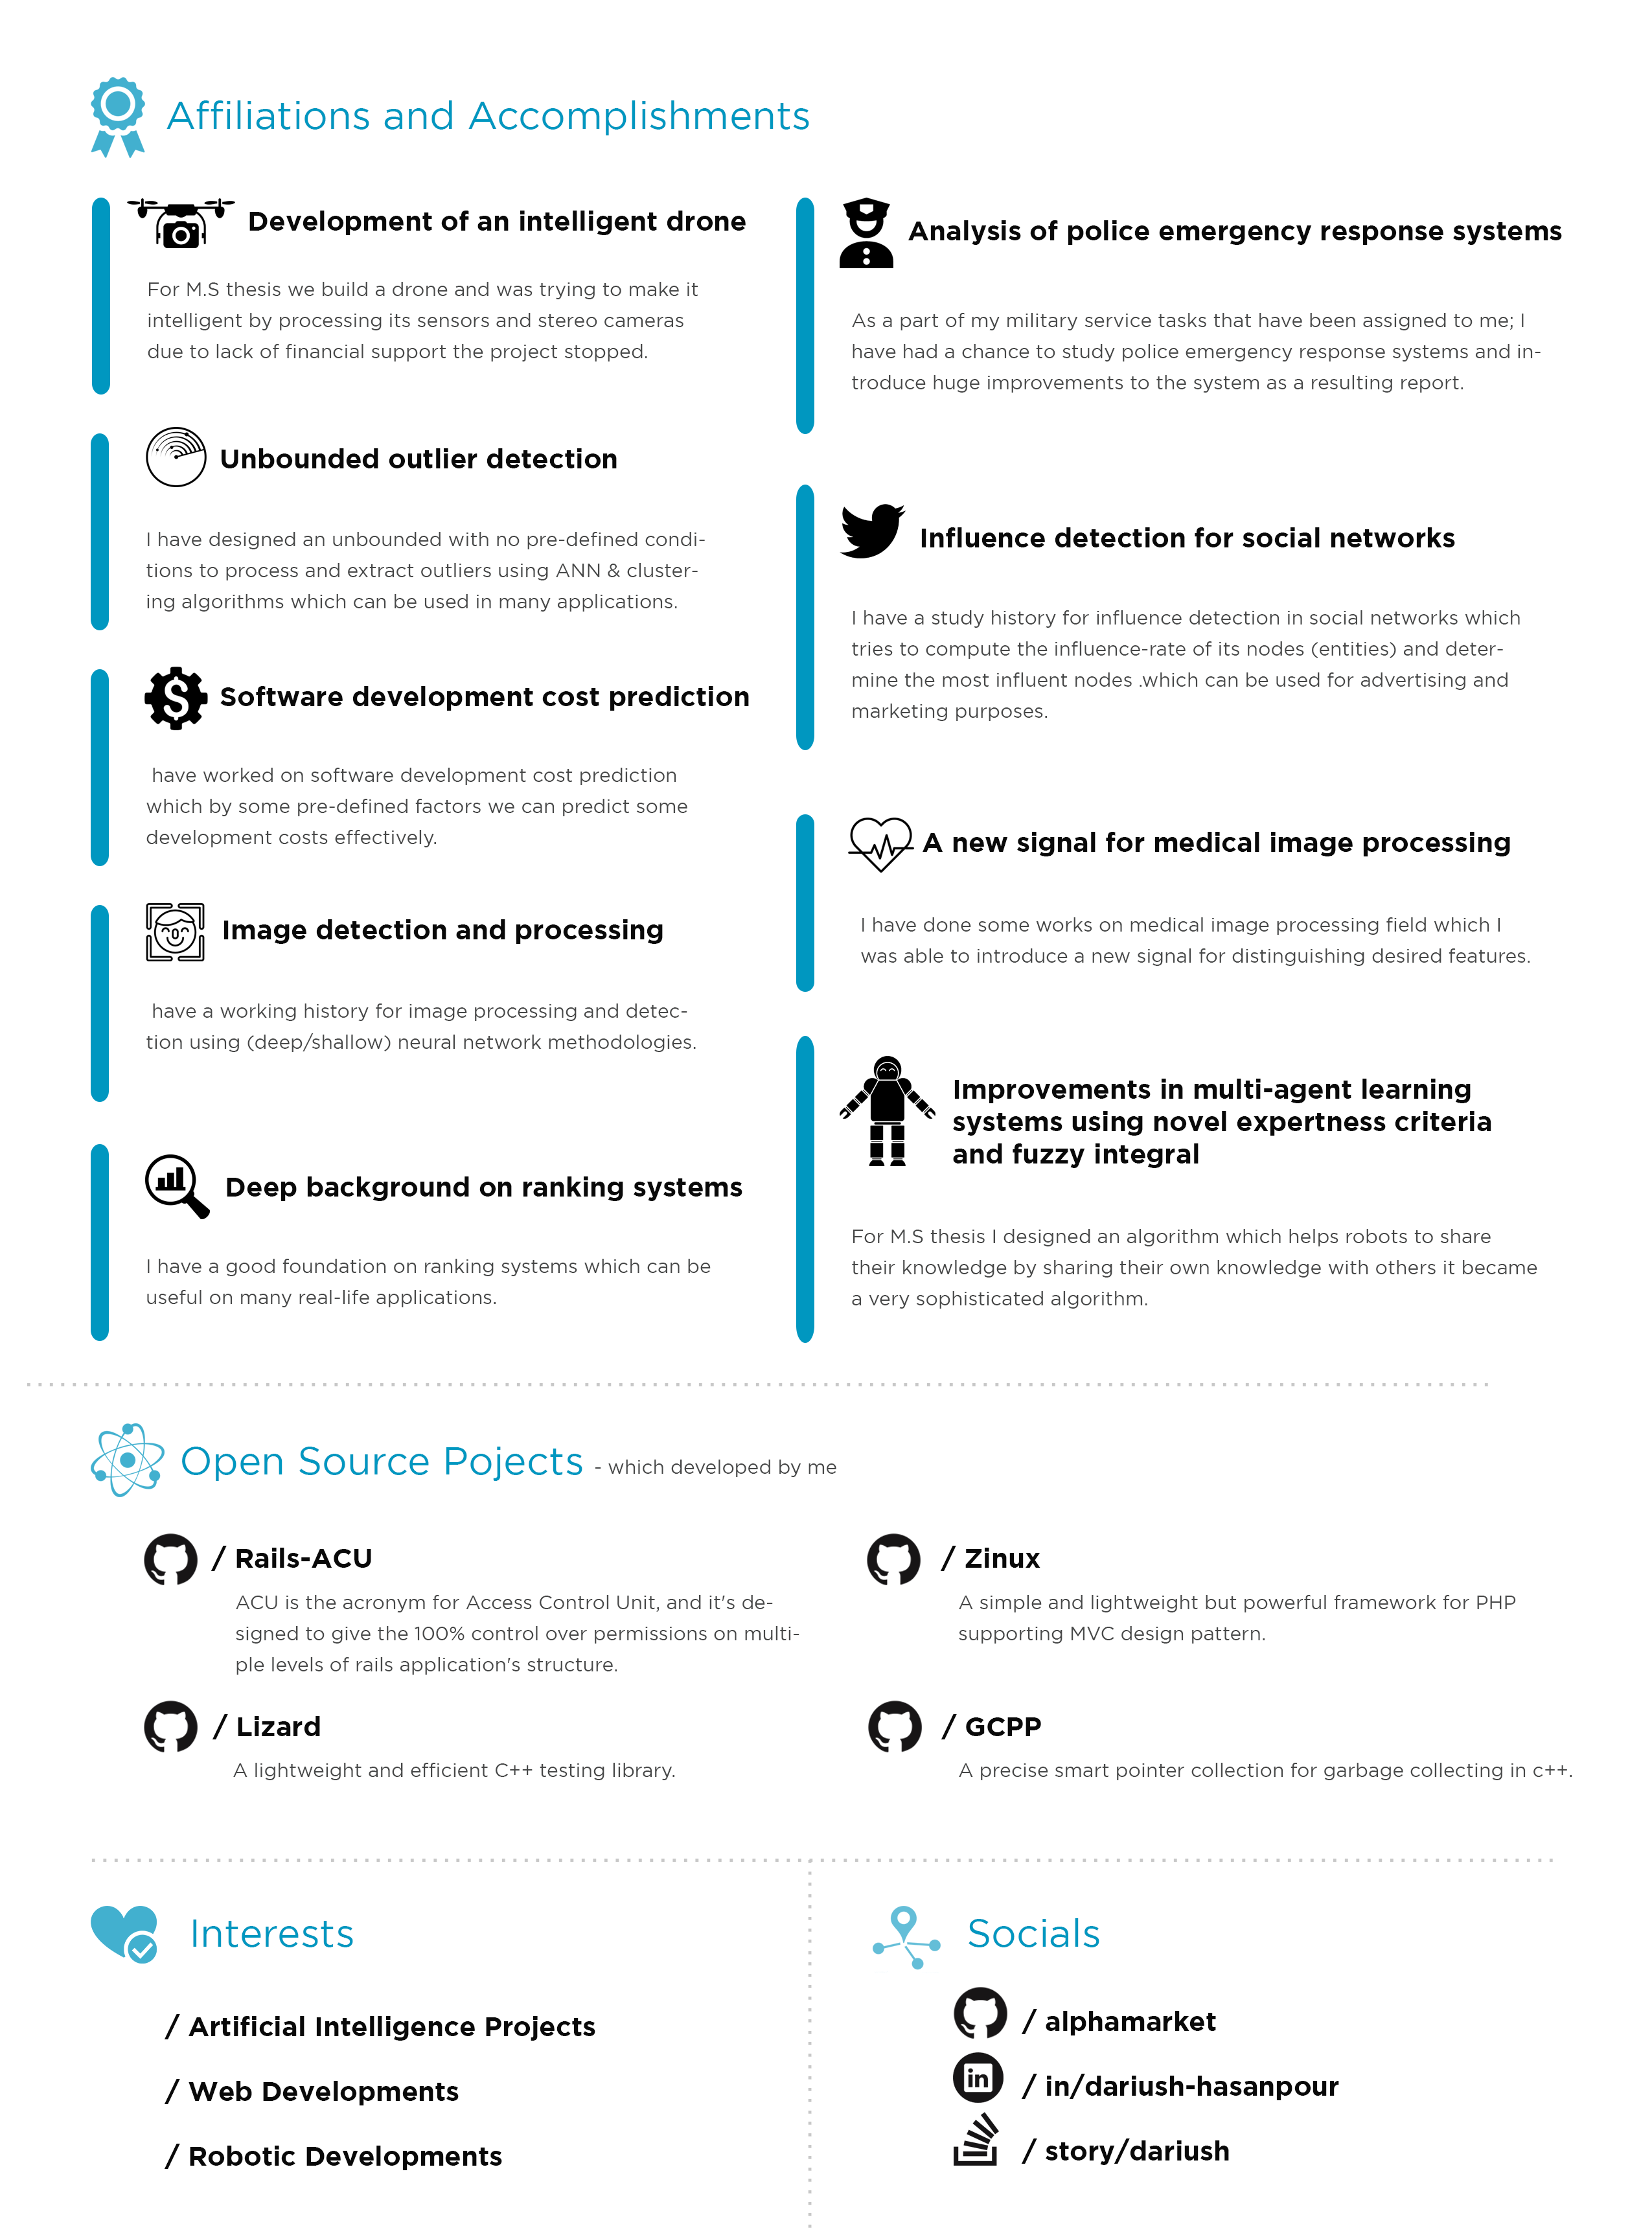 Affiliations and Accomplishments
Development of an intelligent drone
For M.S thesis we build a drone and was trying to make it
intelligent by processing its sensors and stereo cameras
due to lack of financial support the project stopped.
Unbounded outlier detection
I have designed an unbounded with no pre-defined condi-
tions to process and extract outliers using ANN & cluster-
ing algorithms which can be used in many applications.
Software development cost prediction
have worked on software development cost prediction
which by some pre-defined factors we can predict some
development costs effectively.
Image detection and processing
have a working history for image processing and detec-
tion using (deep/shallow) neural network methodologies.
Deep background on ranking systems
I have a good foundation on ranking systems which can be
useful on many real-life applications.
Analysis of police emergency response systems
As a part of my military service tasks that have been assigned to me; I
have had a chance to study police emergency response systems and in-
troduce huge improvements to the system as a resulting report.
Influence detection for social networks
I have a study history for influence detection in social networks which
tries to compute the influence-rate of its nodes (entities) and deter-
mine the most influent nodes .which can be used for advertising and
marketing purposes.
A new signal for medical image processing
I have done some works on medical image processing field which I
was able to introduce a new signal for distinguishing desired features.
Improvements in multi-agent learning
systems using novel expertness criteria
and fuzzy integral
For M.S thesis I designed an algorithm which helps robots to share
their knowledge by sharing their own knowledge with others it became
a very sophisticated algorithm.
Open Source Pojects - which developed by me
/ Rails-ACU
ACU is the acronym for Access Control Unit, and it's de-
signed to give the 100% control over permissions on multi-
ple levels of rails application's structure.
/ Zinux
A simple and lightweight but powerful framework for PHP
supporting MVC design pattern.
/ Lizard
A lightweight and efficient C++ testing library.
/ GCPP
A precise smart pointer collection for garbage collecting in c++.
Interests
/ Artificial Intelligence Projects
/ Web Developments
/ Robotic Developments
Socials
/ alphamarket
in
/ in/dariush-hasanpour
/ story/dariush